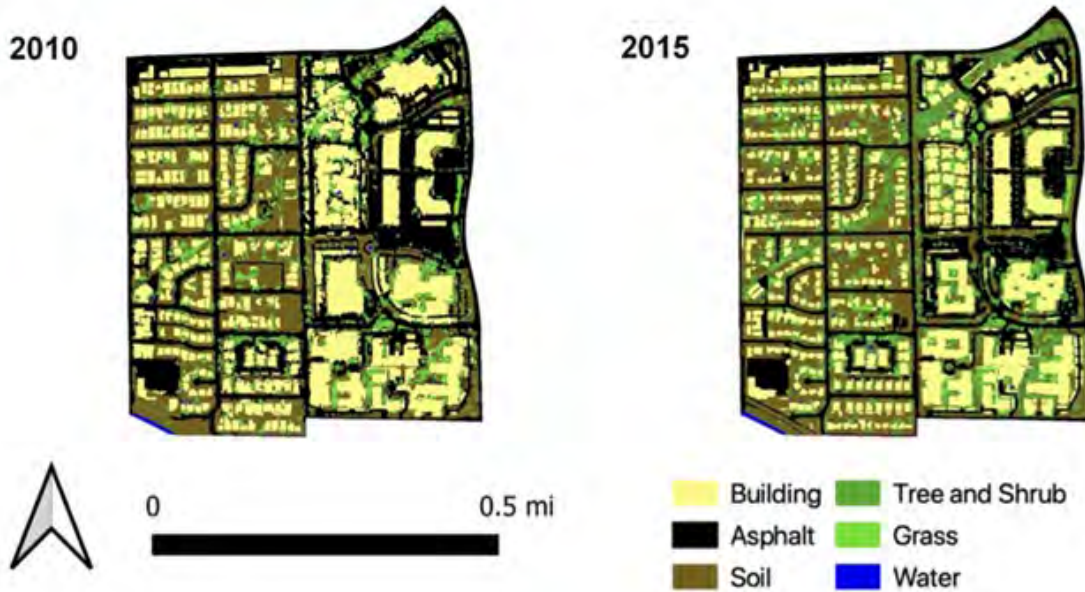 2010
2015
0 0.5 mi
Building
Tree and Shrub
Asphalt
Grass
Soil
Water